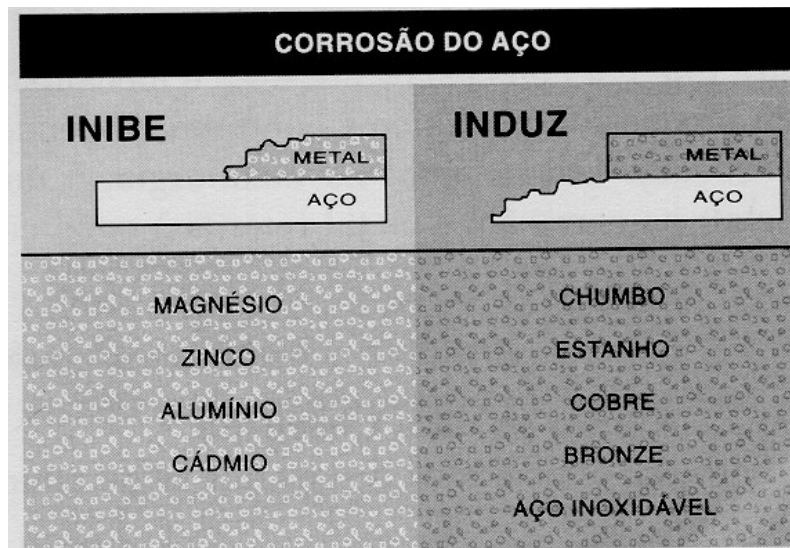 CORROSÃO DO AÇO
INIBE
METAL
AÇO
INDUZ
METAL
AÇO
MAGNÉSIO
ZINCO
ALUMÍNIO
CÁDMIO
CHUMBO
ESTANHO
COBRE
BRONZE
AÇO INOXIDÁVEL